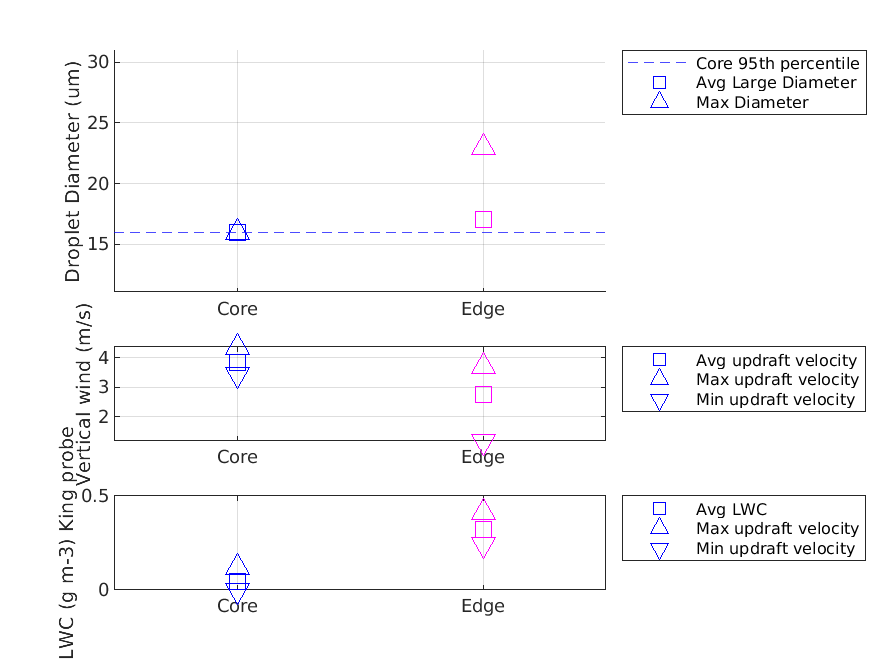 Droplet Diameter (um)
30
25
20
15
Core
Edge
Core 95th percentile
Avg Large Diameter
Max Diameter
Vertical wind (m/s)
4
3
2
Core
Edge
Avg updraft velocity
Max updraft velocity
Min updraft velocity
LWC (g m-3) King probe
0.5
0
Core
Edge
Avg LWC
Max updraft velocity
Min updraft velocity